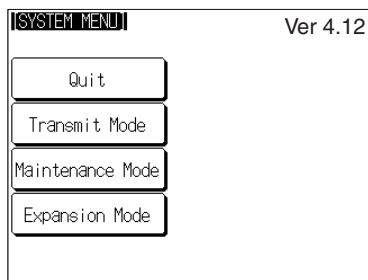 [SYSTEM MENU]
Ver 4.12
Quit
Transmit Mode
Maintenance Mode
Expansion Mode